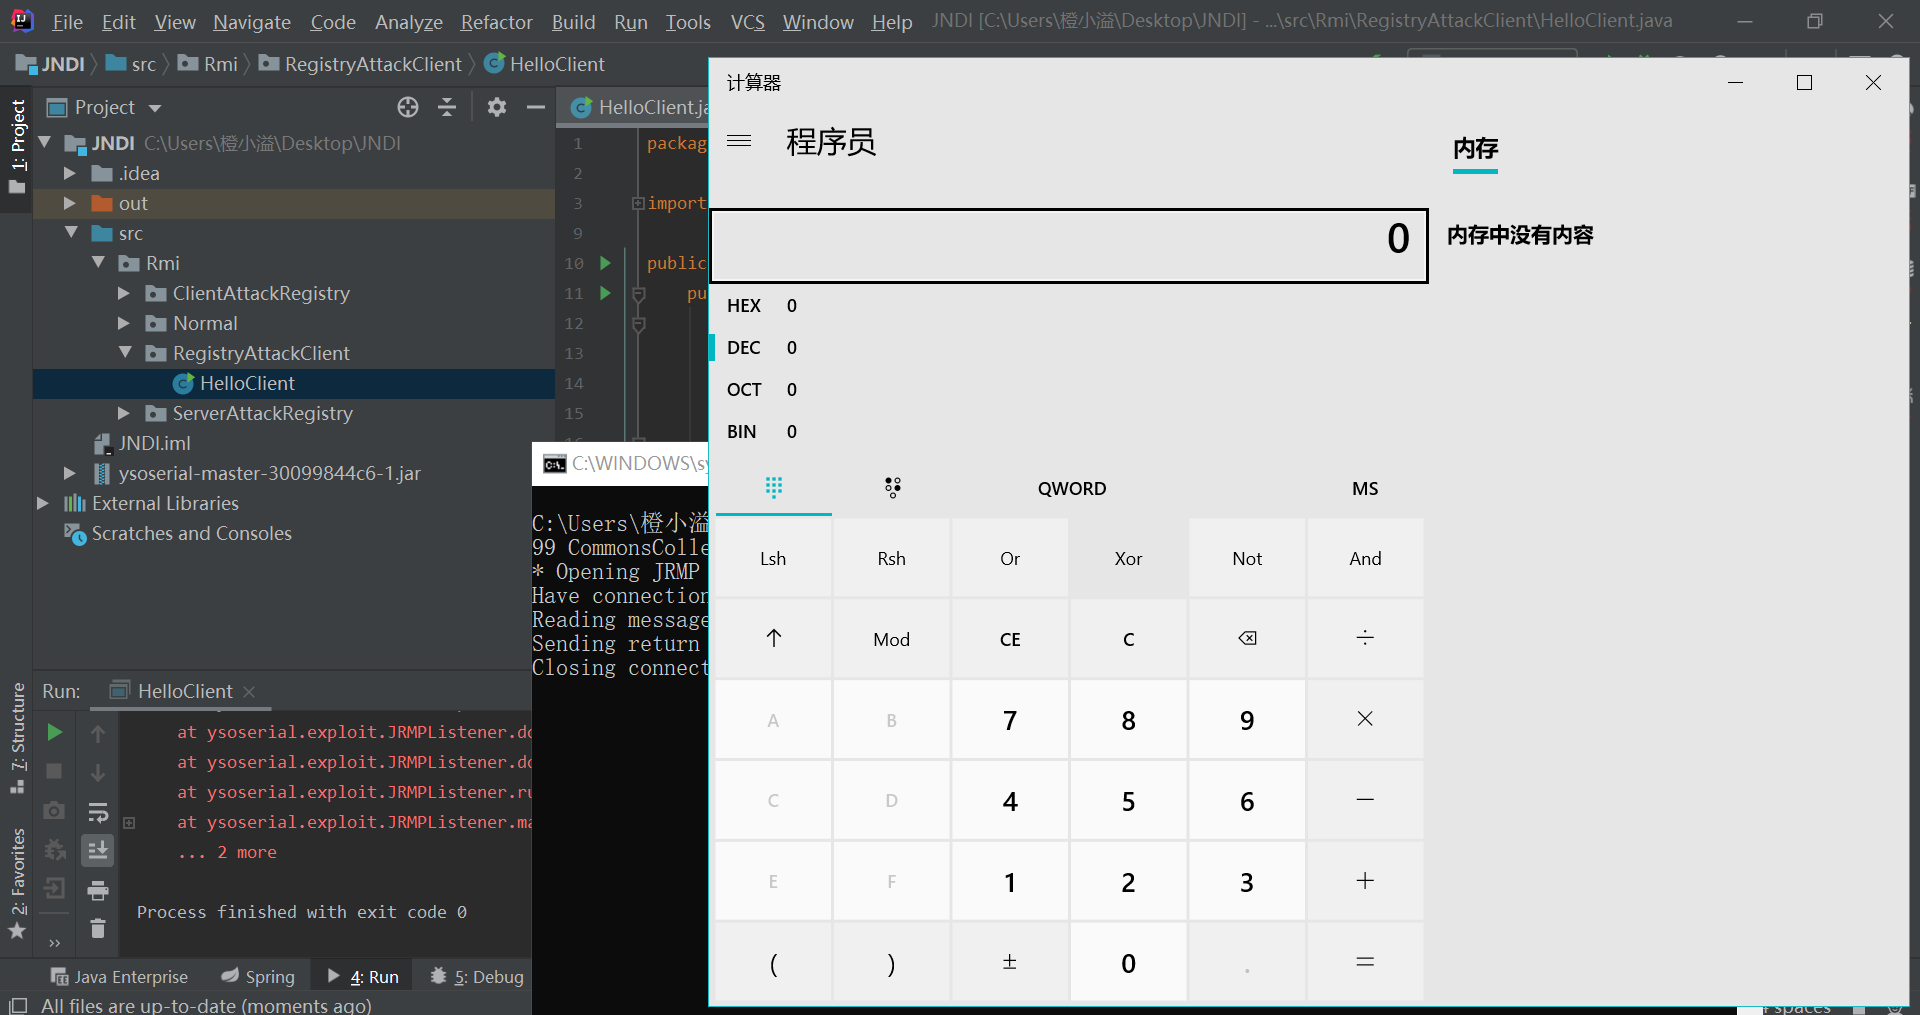 File Edit View Navigate Code Analyze Refactor Build Run Tools VCS Window Help JNDI [C:\Users\橙小溢\Desktop\JNDI] - ...\src\Rmi\RegistryAttackClient\HelloClient.java
JNDI src Rmi RegistryAttackClient HelloClient
1: Project
Project
JNDI C:\Users\橙小溢\Desktop\JNDI
.idea
out
src
Rmi
ClientAttackRegistry
Normal
RegistryAttackClient
HelloClient
ServerAttackRegistry
JNDI.iml
ysoserial-master-30099844c6-1.jar
External Libraries
Scratches and Consoles
HelloClient.ja
1 packag
2
3 import
9
10 public
11 pu
12
13
14
15
C:\WINDOWS\sy
C:\Users\橙小溢
99 CommonsColle
* Opening JRMP
Have connection
Reading message
Sending return
Closing connect
计算器
程序员
0
HEX 0
DEC 0
OCT 0
BIN 0
QWORD MS
Lsh Rsh Or Xor Not And
↑ Mod CE C ⌫ ÷
A B 7 8 9 ×
C D 4 5 6 −
E F 1 2 3 +
( ) ± 0 . =
内存
内存中没有内容
7: Structure
2: Favorites
Run: HelloClient
at ysoserial.exploit.JRMPListener.do
at ysoserial.exploit.JRMPListener.do
at ysoserial.exploit.JRMPListener.ru
at ysoserial.exploit.JRMPListener.ma
... 2 more
Process finished with exit code 0
Java Enterprise Spring 4: Run 5: Debug
All files are up-to-date (moments ago)
spaces